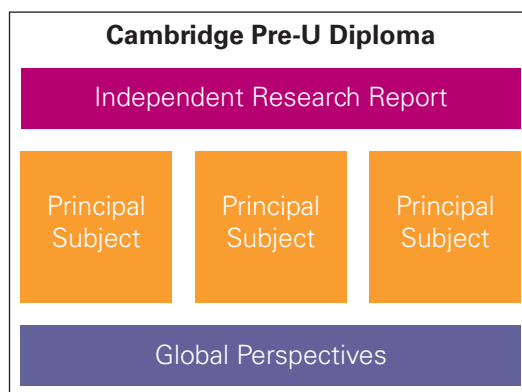 Cambridge Pre-U Diploma
Independent Research Report
Principal
Subject
Principal
Subject
Principal
Subject
Global Perspectives